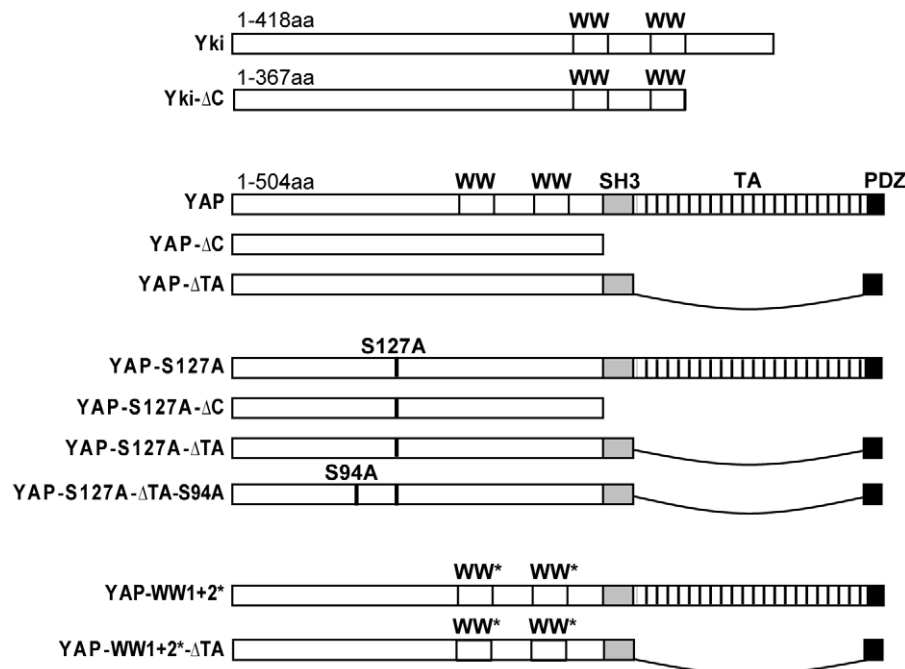 1-418aa WW WW
Yki
1-367aa WW WW
Yki-ΔC
1-504aa WW WW SH3 TA PDZ
YAP
YAP-ΔC
YAP-ΔTA
S127A
YAP-S127A
YAP-S127A-ΔC
YAP-S127A-ΔTA
S94A
YAP-S127A-ΔTA-S94A
WW* WW*
YAP-WW1+2*
WW* WW*
YAP-WW1+2*-ΔTA